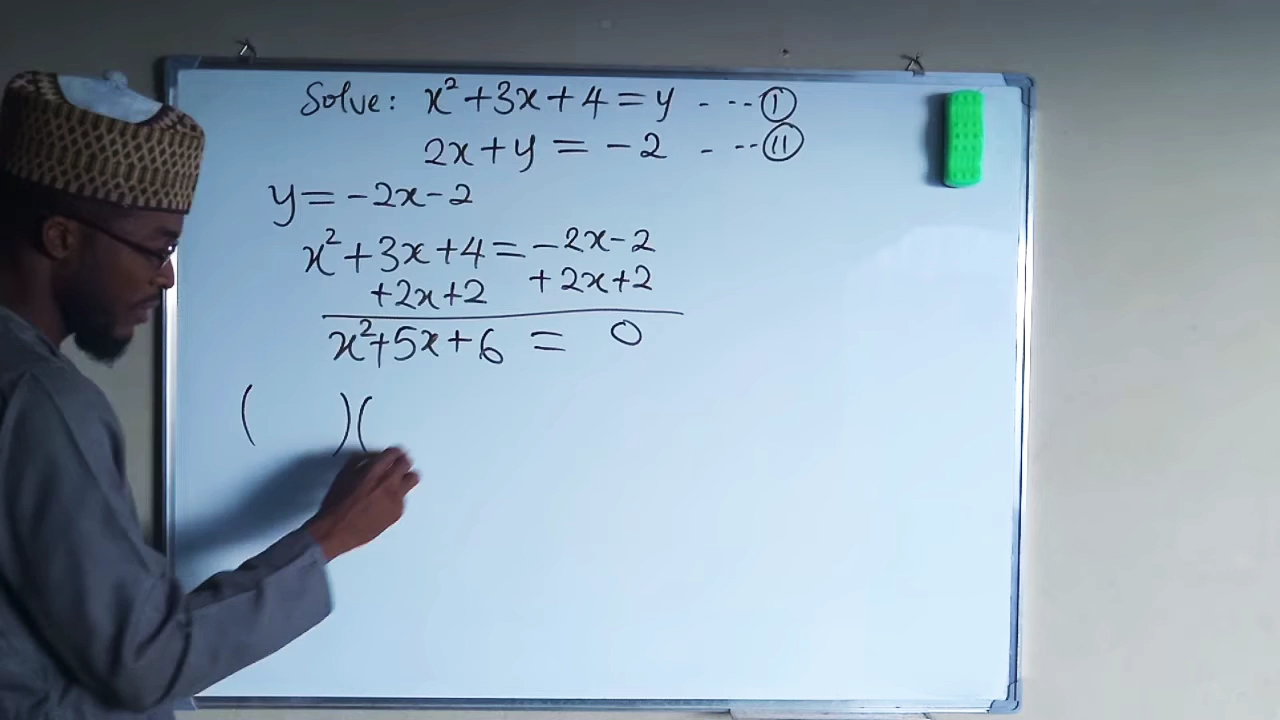 Solve: x²+3x+4=y - --Ⓘ
2x+y = -2 - --⑪
y=-2x-2
x²+3x+4=-2x-2
+2x+2 +2x+2
x²+5x+6 = 0
( )(